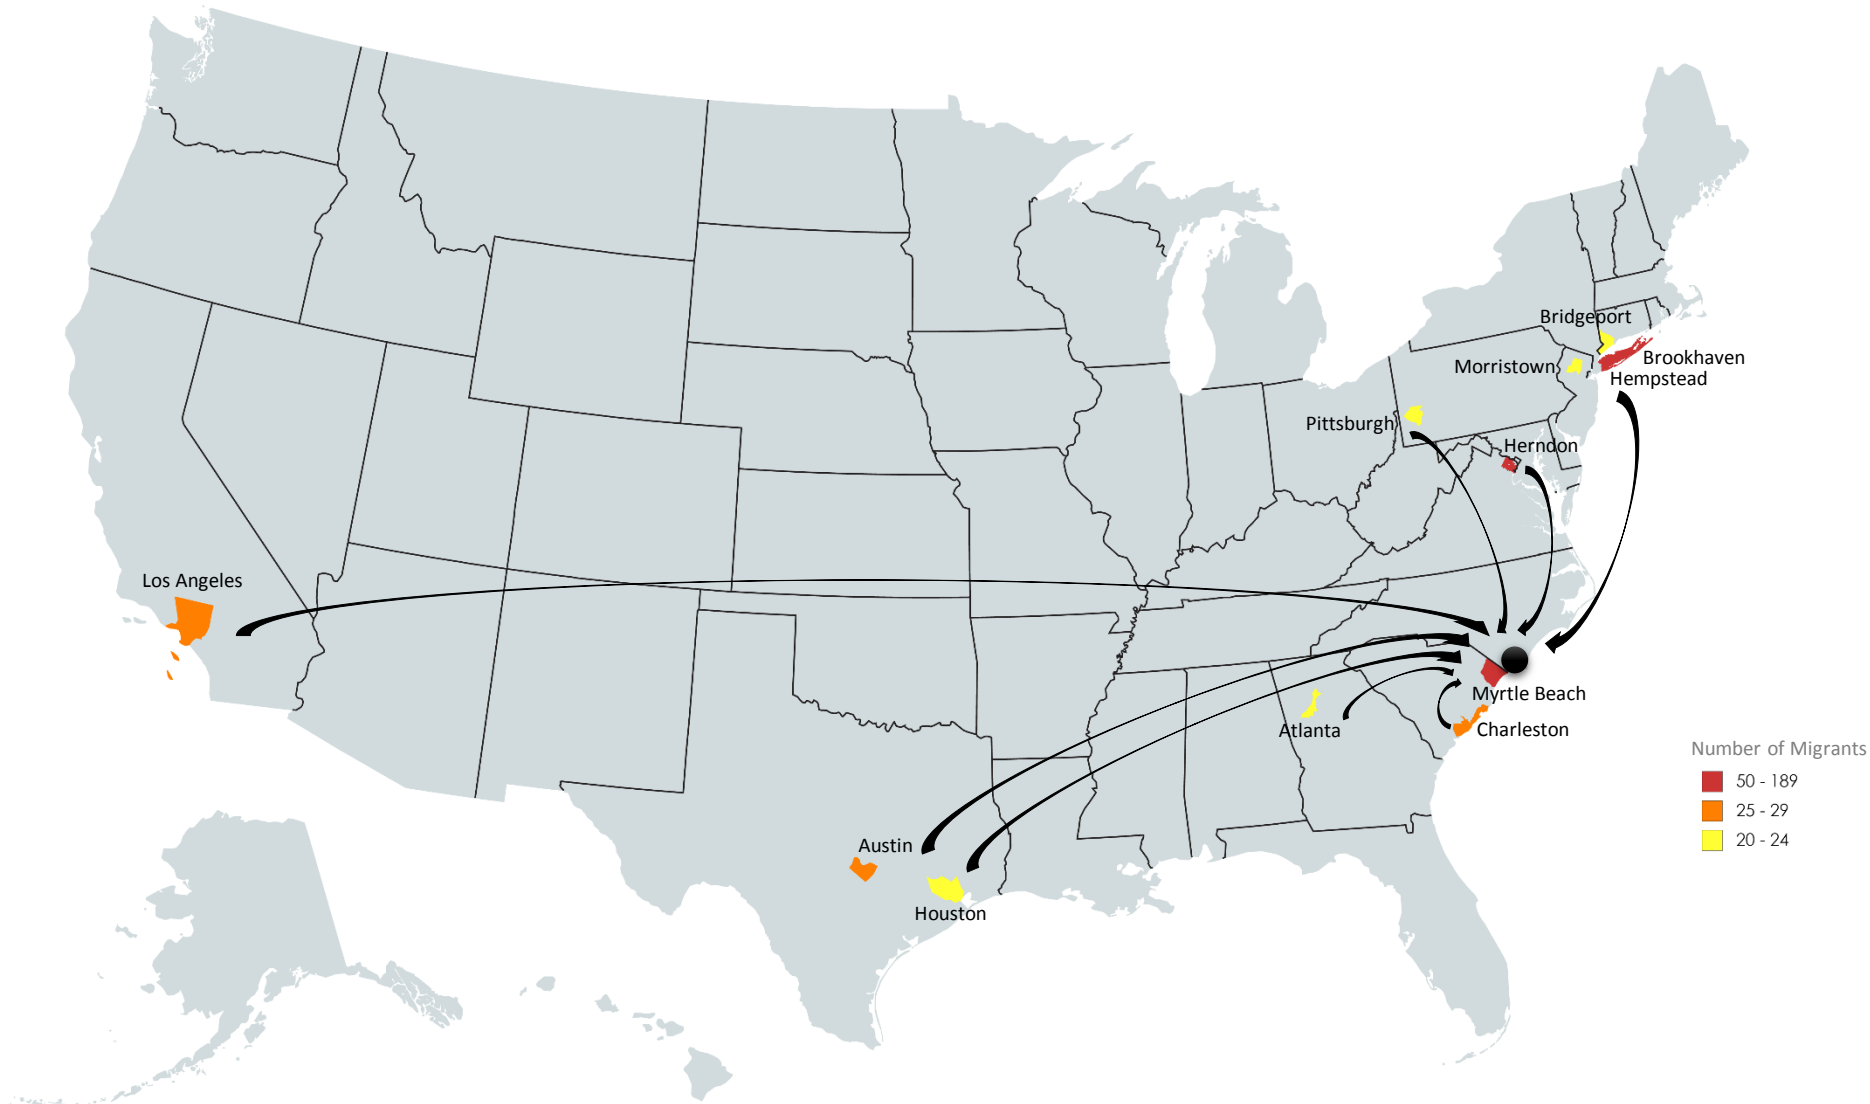 Bridgeport
Brookhaven
Morristown
Hempstead
Pittsburgh
Herndon
Los Angeles
Myrtle Beach
Atlanta
Charleston
Number of Migrants
50 - 189
25 - 29
20 - 24
Austin
Houston